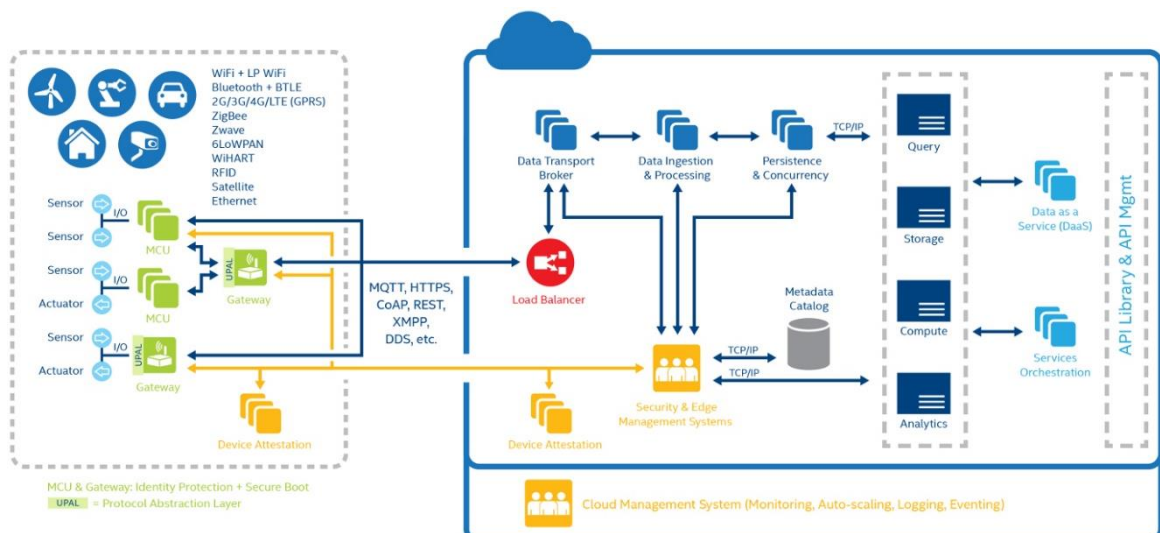 WiFi + LP WiFi
Bluetooth + BTLE
2G/3G/4G/LTE (GPRS)
ZigBee
Zwave
6LoWPAN
WiHART
RFID
Satellite
Ethernet
Sensor
I/O
Sensor
MCU
Sensor
I/O
Actuator
MCU
UPAL
Gateway
Sensor
I/O
Actuator
UPAL
Gateway
Device Attestation
MCU & Gateway: Identity Protection + Secure Boot
UPAL = Protocol Abstraction Layer
MQTT, HTTPS,
CoAP, REST,
XMPP,
DDS, etc.
Data Transport
Broker
Data Ingestion
& Processing
Persistence
& Concurrency
TCP/IP
Load Balancer
Metadata
Catalog
TCP/IP
TCP/IP
Security & Edge
Management Systems
Device Attestation
Query
Storage
Compute
Analytics
Data as a
Service (DaaS)
Services
Orchestration
API Library & API Mgmt
Cloud Management System (Monitoring, Auto-scaling, Logging, Eventing)